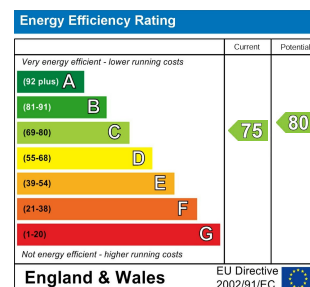 Energy Efficiency Rating
Current Potential
Very energy efficient - lower running costs
(92 plus) A
(81-91) B
(69-80) C
75
80
(55-68) D
(39-54) E
(21-38) F
(1-20) G
Not energy efficient - higher running costs
England & Wales
EU Directive
2002/91/EC